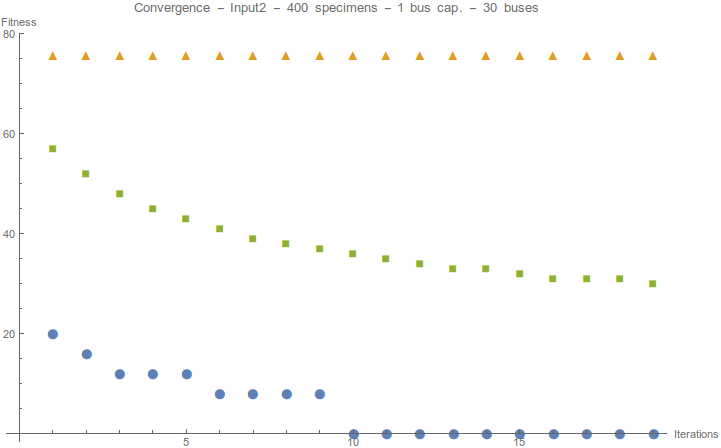 Convergence – Input2 – 400 specimens – 1 bus cap. – 30 buses
Fitness
80
60
40
20
5
10
15
Iterations